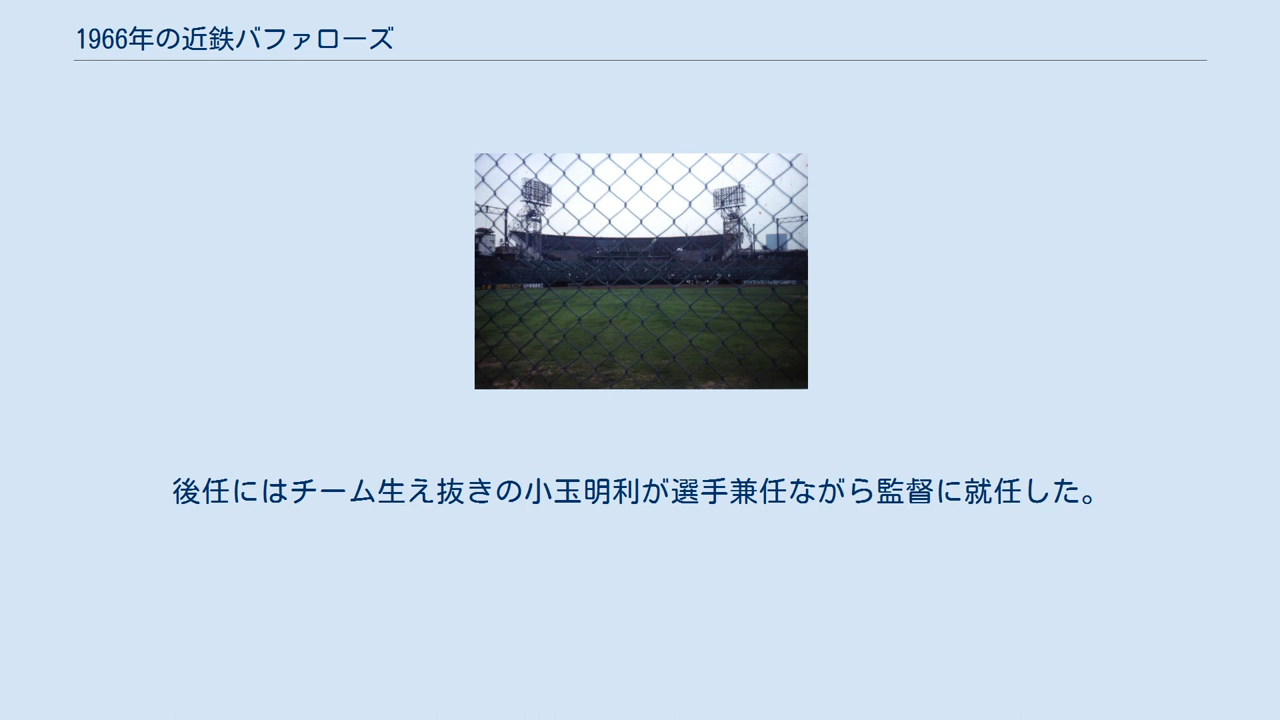 1966年の近鉄バファローズ
後任にはチーム生え抜きの小玉明利が選手兼任ながら監督に就任した。